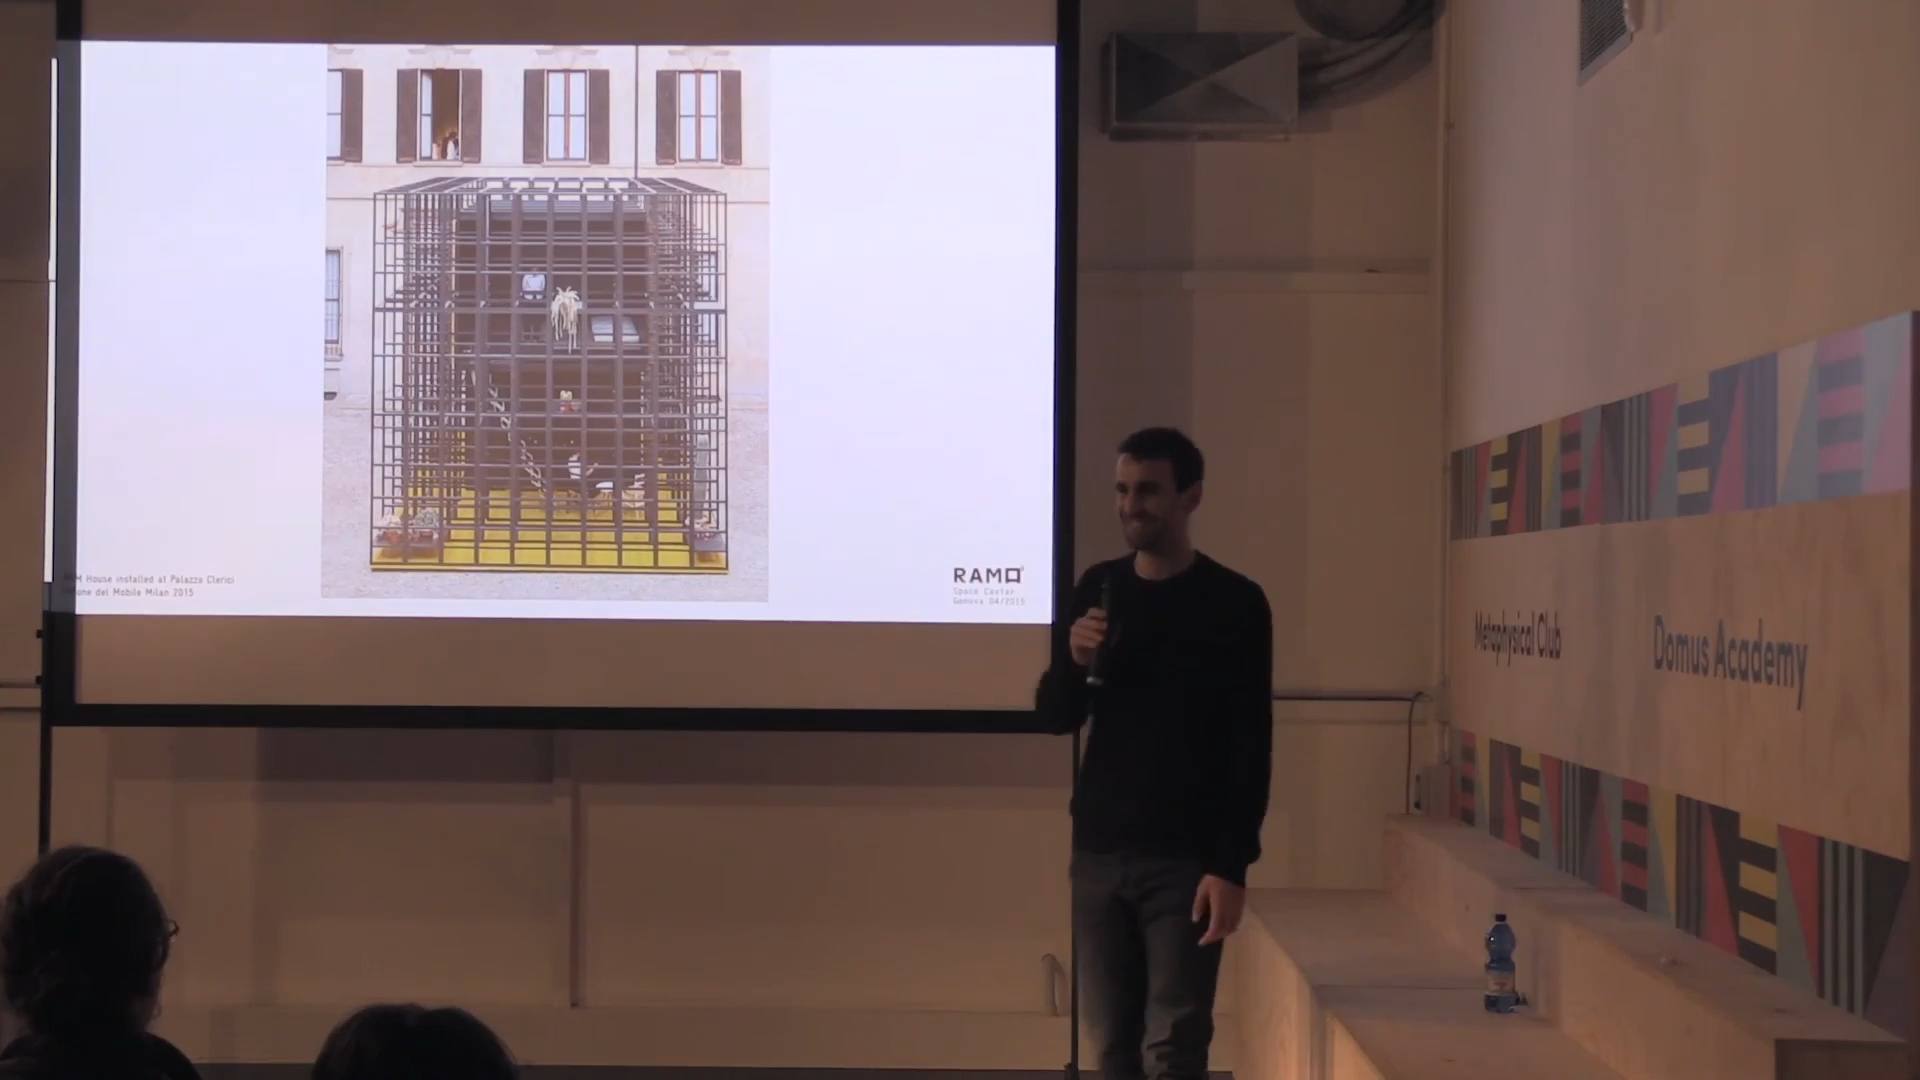 House installed at Palazzo Clerici
del Mobile Milan 2015
RAMO
Space Caviar
Genova 04/2015
Metaphysical Club
Domus Academy